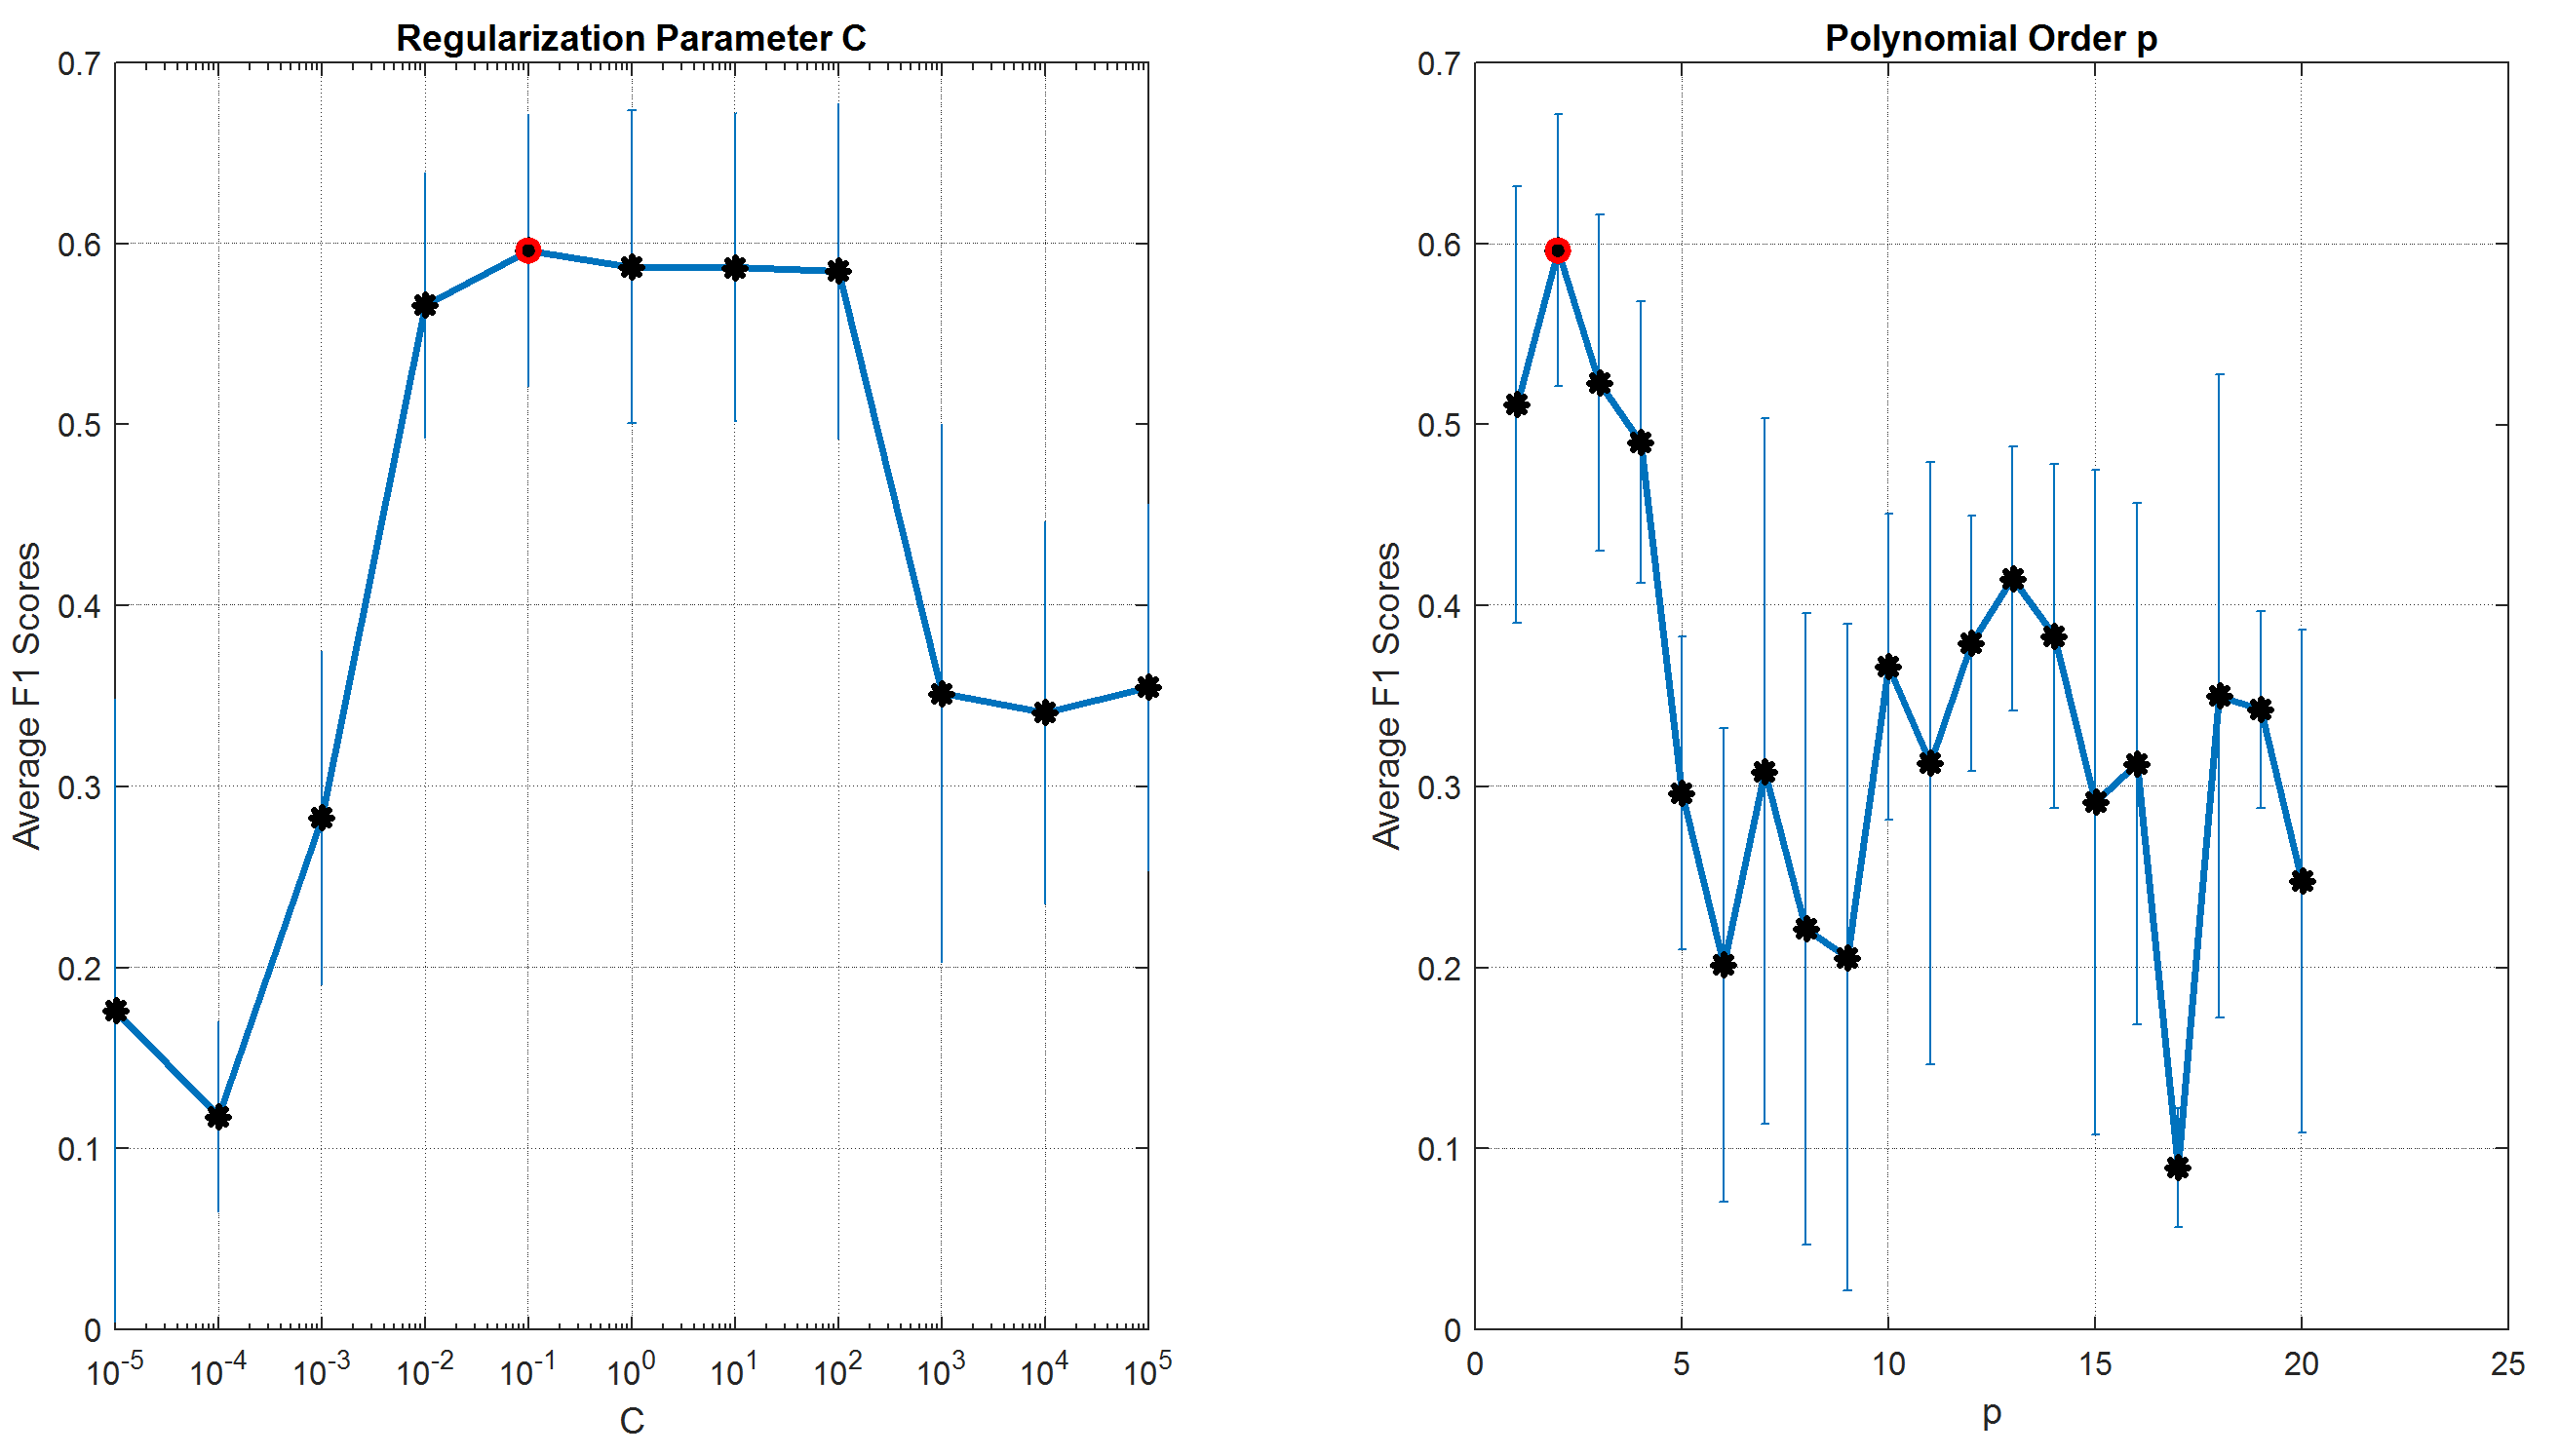 Regularization Parameter C
0.7
0.6
0.5
0.4
0.3
0.2
0.1
0
Average F1 Scores
10^-5 10^-4 10^-3 10^-2 10^-1 10^0 10^1 10^2 10^3 10^4 10^5
C
Polynomial Order p
0.7
0.6
0.5
0.4
0.3
0.2
0.1
0
Average F1 Scores
0 5 10 15 20 25
p